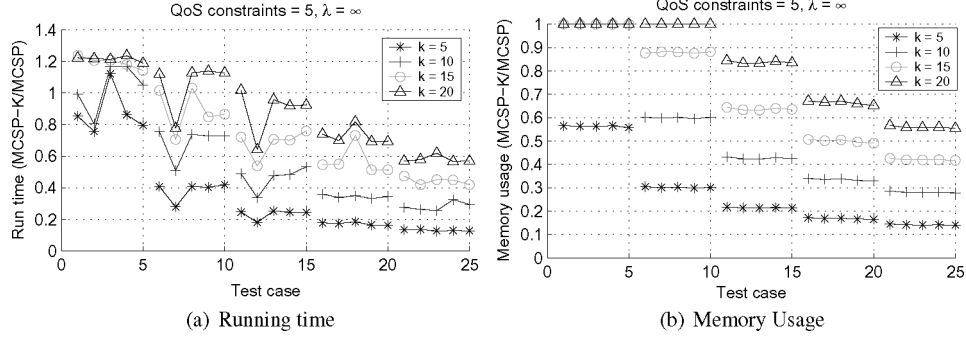 QoS constraints = 5, λ = ∞
Run time (MCSP−K/MCSP)
1.4
1.2
1
0.8
0.6
0.4
0.2
0
0 5 10 15 20 25
k = 5
k = 10
k = 15
k = 20
Test case
(a) Running time
QoS constraints = 5, λ = ∞
Memory usage (MCSP−K/MCSP)
1
0.9
0.8
0.7
0.6
0.5
0.4
0.3
0.2
0.1
0
0 5 10 15 20 25
k = 5
k = 10
k = 15
k = 20
Test case
(b) Memory Usage